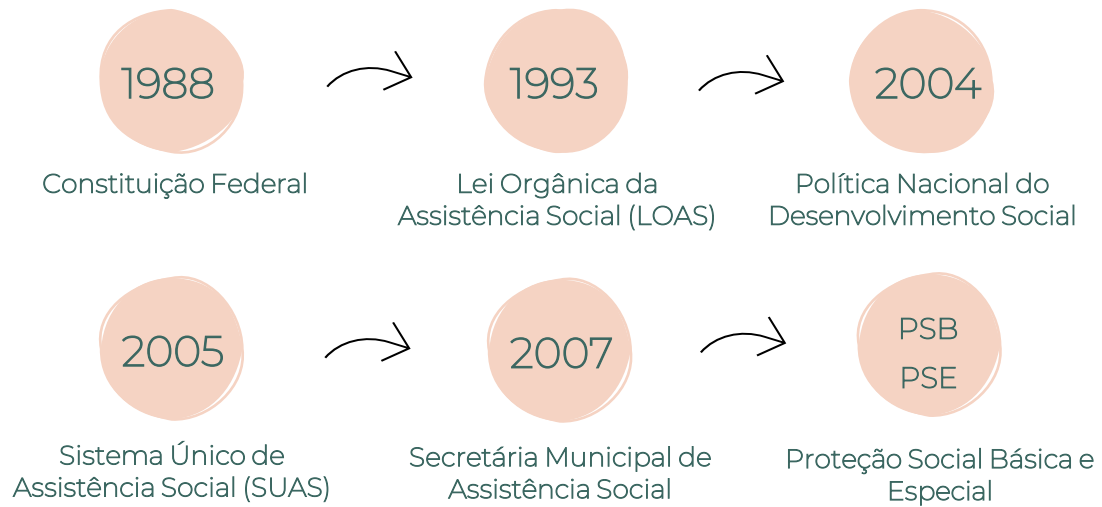 1988
1993
2004
Constituição Federal
Lei Orgânica da
Assistência Social (LOAS)
Política Nacional do
Desenvolvimento Social
2005
2007
PSB
PSE
Sistema Único de
Assistência Social (SUAS)
Secretária Municipal de
Assistência Social
Proteção Social Básica e
Especial